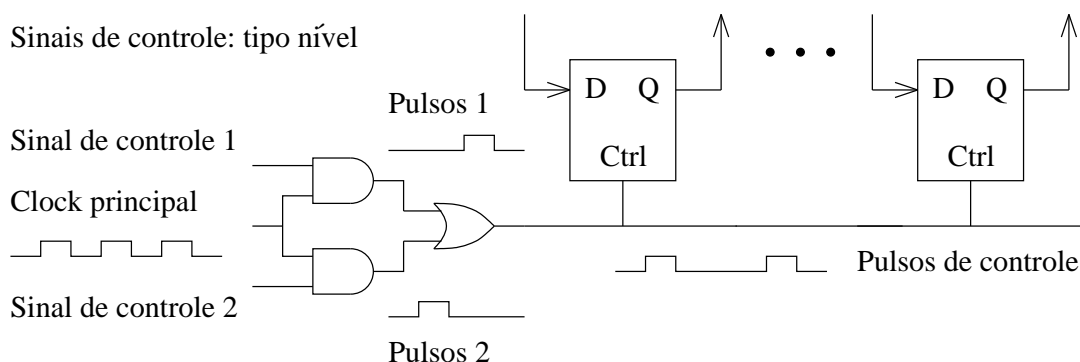 Sinais de controle: tipo nível
D Q
D Q
Pulsos 1
Sinal de controle 1
Ctrl
Ctrl
Clock principal
Pulsos de controle
Sinal de controle 2
Pulsos 2